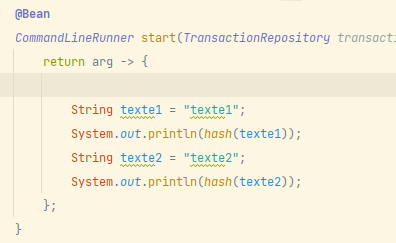 @Bean
CommandLineRunner start(TransactionRepository transacti
return arg -> {
String texte1 = "texte1";
System.out.println(hash(texte1));
String texte2 = "texte2";
System.out.println(hash(texte2));
};
}